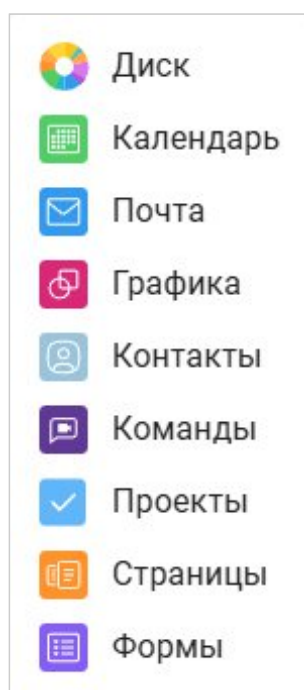 Диск
Календарь
Почта
Графика
Контакты
Команды
Проекты
Страницы
Формы